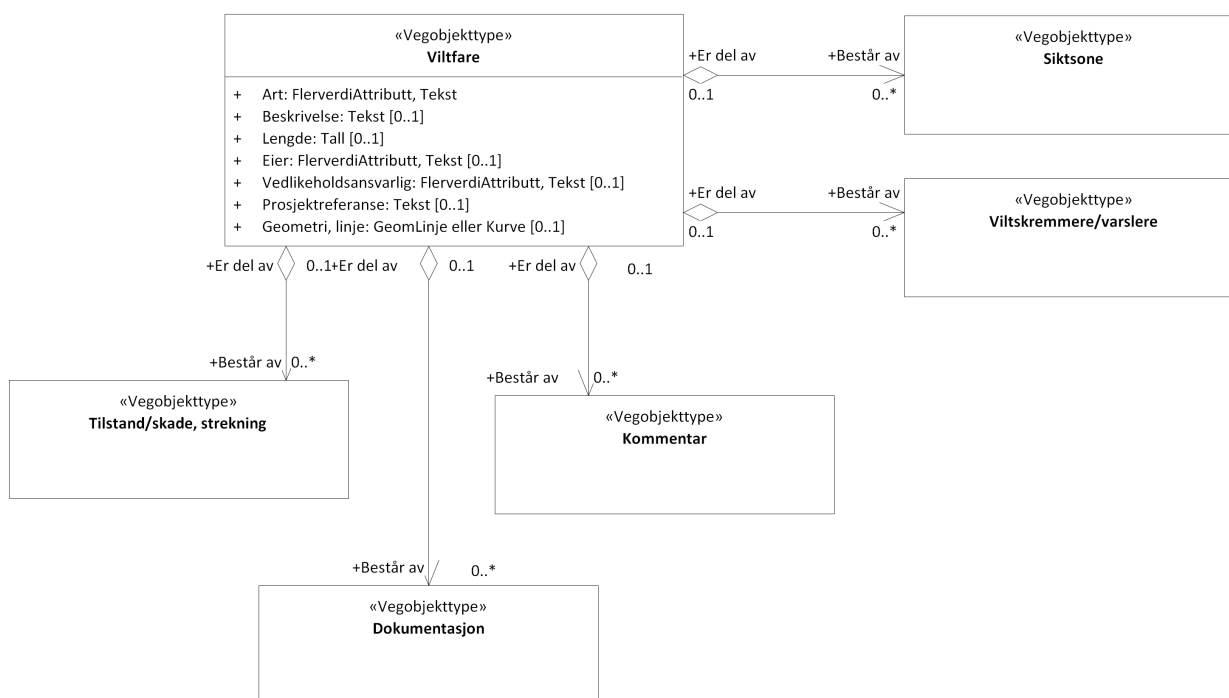 «Vegobjekttype»
Viltfare
+ Art: FlerverdiAttributt, Tekst
+ Beskrivelse: Tekst [0..1]
+ Lengde: Tall [0..1]
+ Eier: FlerverdiAttributt, Tekst [0..1]
+ Vedlikeholdsansvarlig: FlerverdiAttributt, Tekst [0..1]
+ Prosjektreferanse: Tekst [0..1]
+ Geometri, linje: GeomLinje eller Kurve [0..1]
+Er del av +Består av
0..1 0..*
«Vegobjekttype»
Siktsone
+Er del av +Består av
0..1 0..*
«Vegobjekttype»
Viltskremmere/varslere
+Er del av 0..1 +Er del av 0..1 +Er del av 0..1
+Består av 0..*
«Vegobjekttype»
Tilstand/skade, strekning
+Består av 0..*
«Vegobjekttype»
Kommentar
+Består av 0..*
«Vegobjekttype»
Dokumentasjon